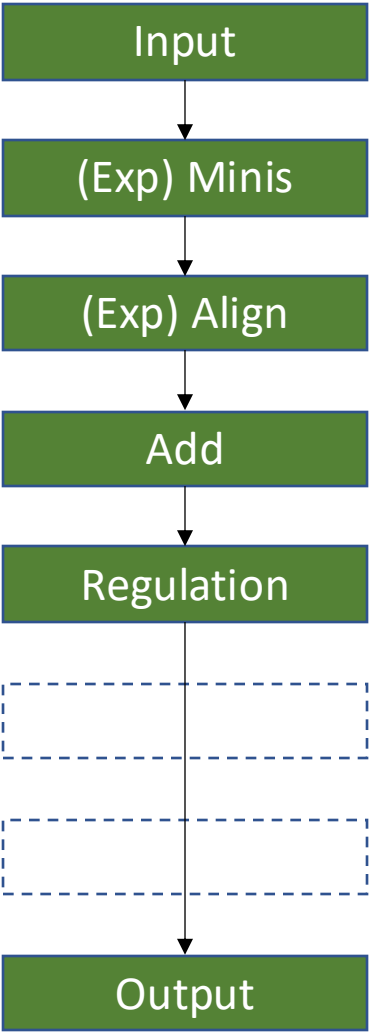 Input
(Exp) Minis
(Exp) Align
Add
Regulation
Output